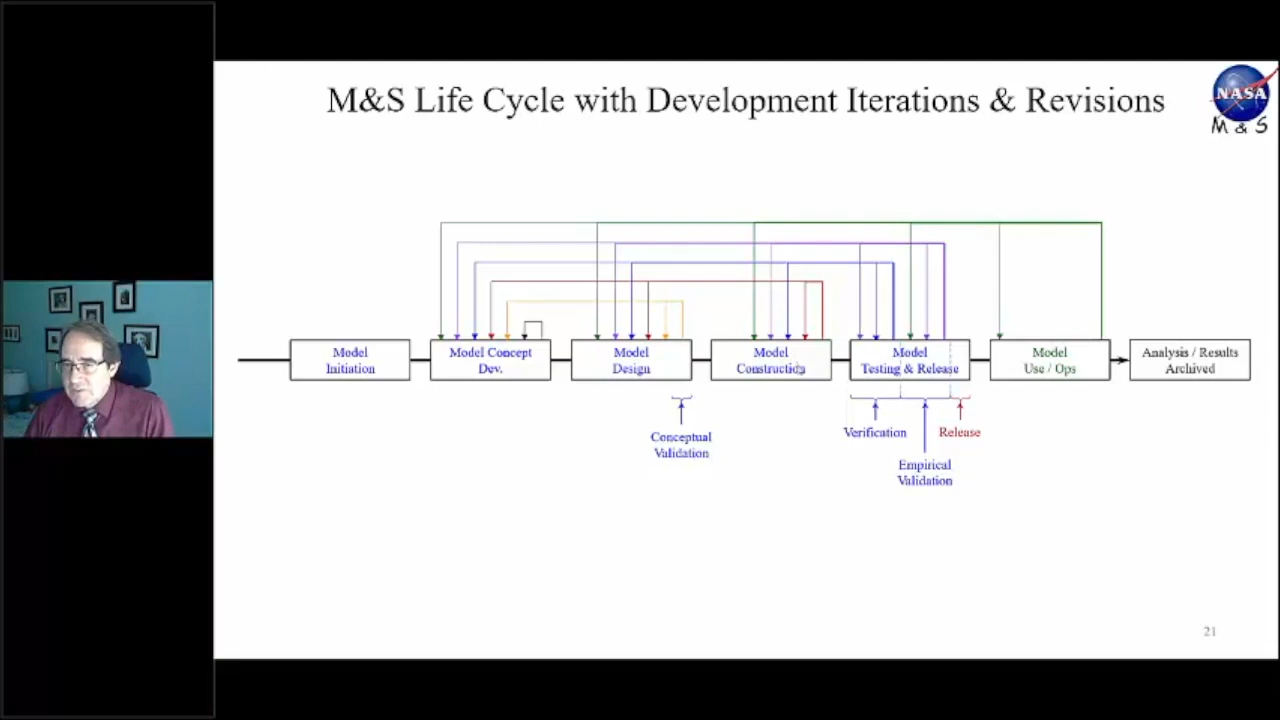 M&S Life Cycle with Development Iterations & Revisions
NASA
M & S
Model
Initiation
Model Concept
Dev.
Model
Design
Model
Construction
Model
Testing & Release
Model
Use / Ops
Analysis / Results
Archived
Conceptual
Validation
Verification
Release
Empirical
Validation
21